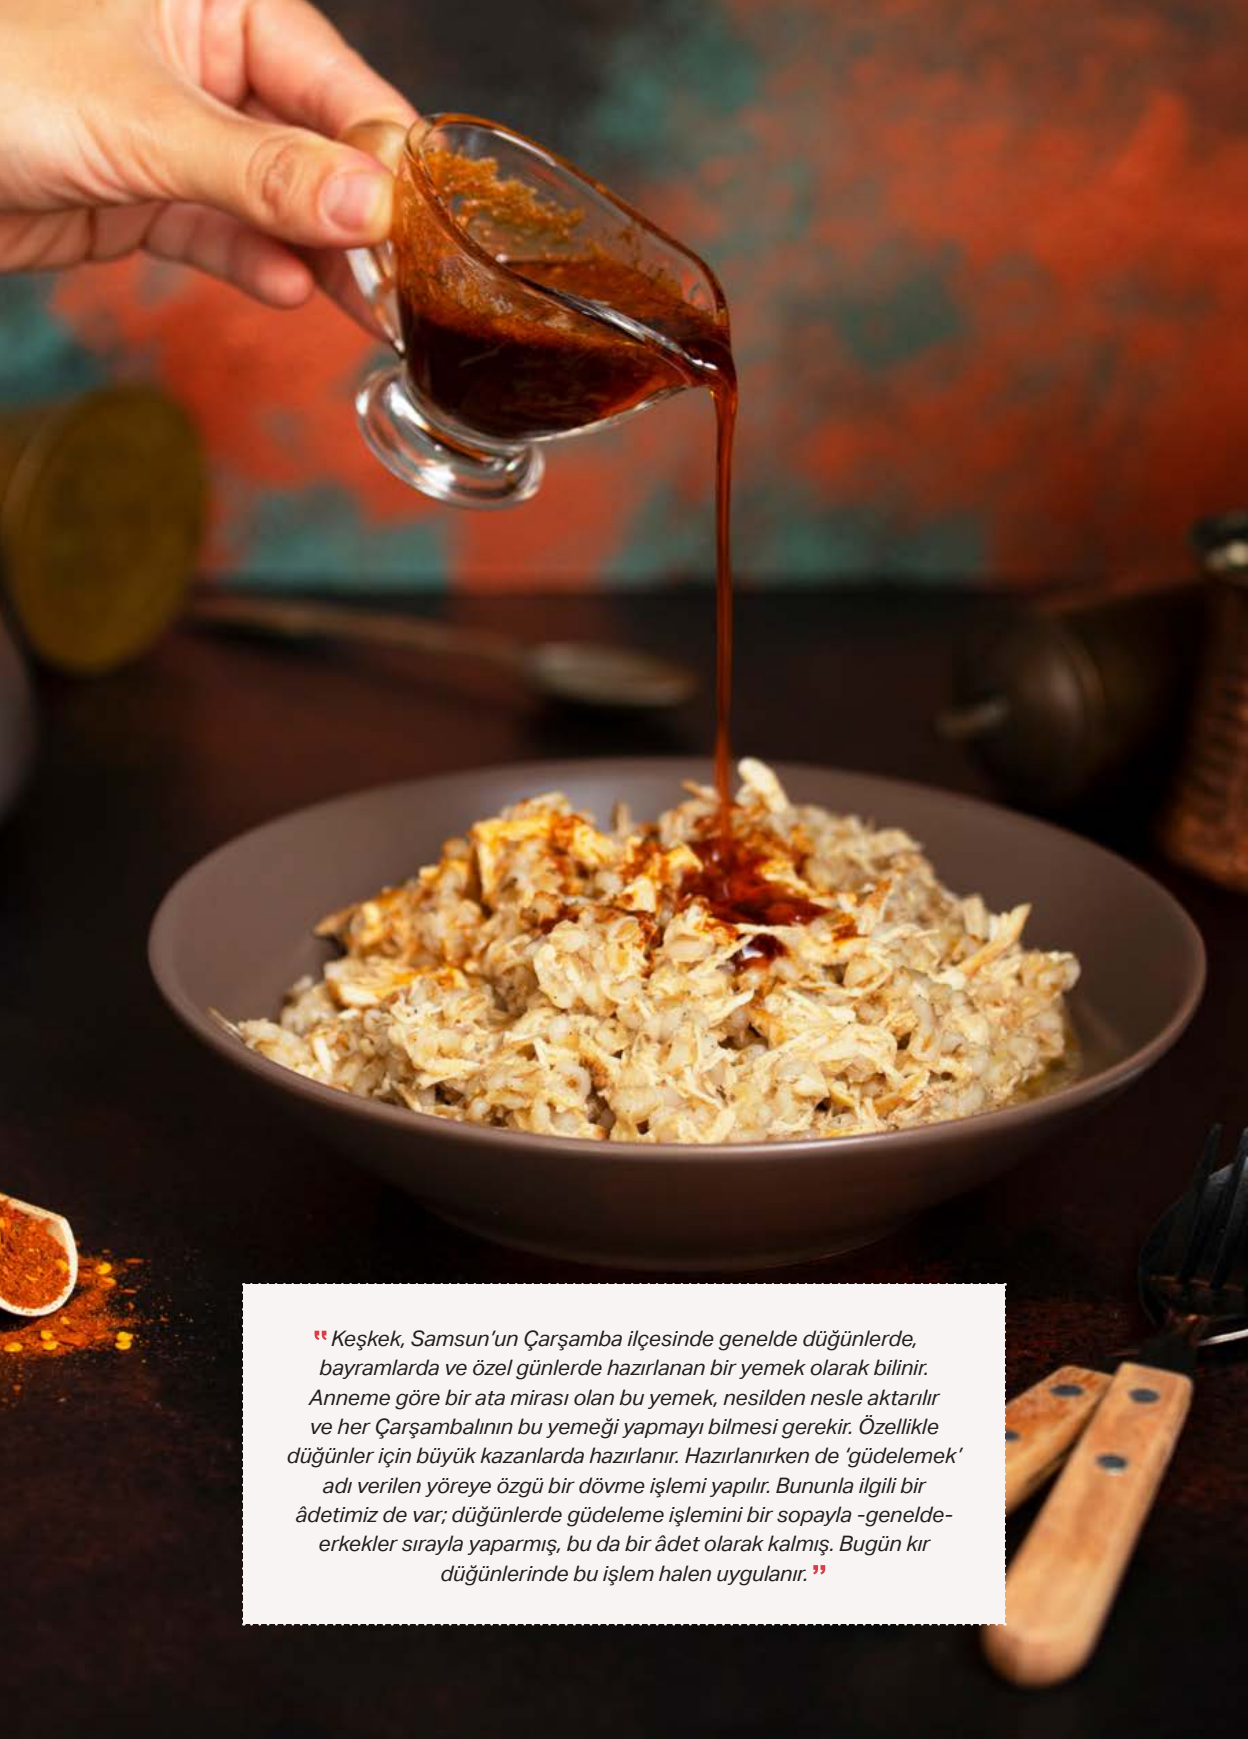 "Keşkek, Samsun'un Çarşamba ilçesinde genelde düğünlerde,
bayramlarda ve özel günlerde hazırlanan bir yemek olarak bilinir.
Anneme göre bir ata mirası olan bu yemek, nesilden nesle aktarılır
ve her Çarşambalının bu yemeği yapmayı bilmesi gerekir. Özellikle
düğünler için büyük kazanlarda hazırlanır. Hazırlanırken de ‘güdelemek’
adı verilen yöreye özgü bir dövme işlemi yapılır. Bununla ilgili bir
âdetimiz de var; düğünlerde güdeleme işlemini bir sopayla -genelde-
erkekler sırayla yaparmış, bu da bir âdet olarak kalmış. Bugün kır
düğünlerinde bu işlem halen uygulanır."